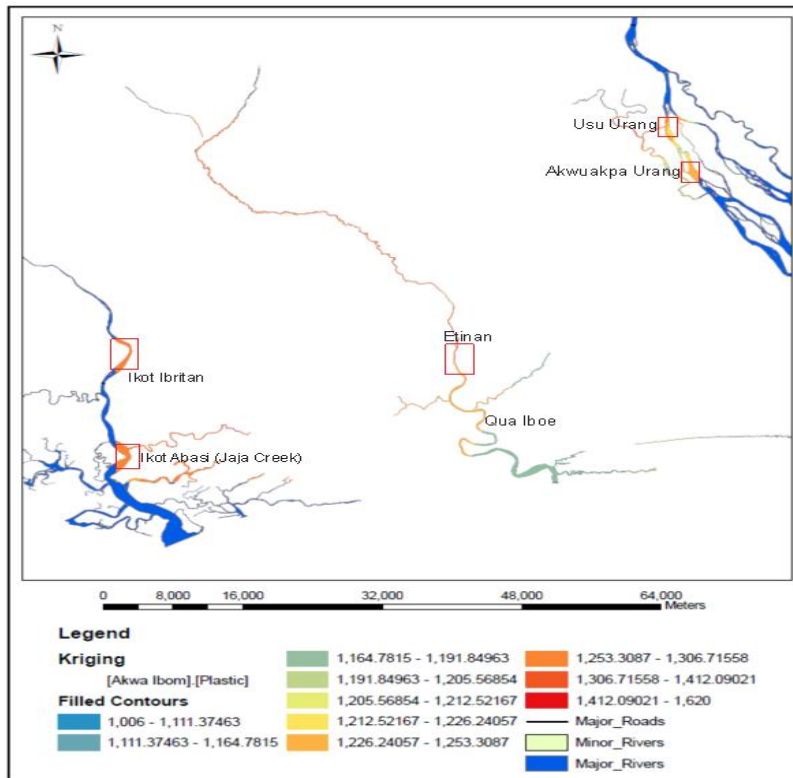 N
Usu Urang
Akwuakpa Urang
Etinan
Ikot Ibritan
Qua Iboe
Ikot Abasi (Jaja Creek)
0 8,000 16,000 32,000 48,000 64,000
Meters
Legend
Kriging
[Akwa Ibom].[Plastic]
Filled Contours
1,006 - 1,111.37463
1,111.37463 - 1,164.7815
1,164.7815 - 1,191.84963
1,191.84963 - 1,205.56854
1,205.56854 - 1,212.52167
1,212.52167 - 1,226.24057
1,226.24057 - 1,253.3087
1,253.3087 - 1,306.71558
1,306.71558 - 1,412.09021
1,412.09021 - 1,620
Major_Roads
Minor_Rivers
Major_Rivers